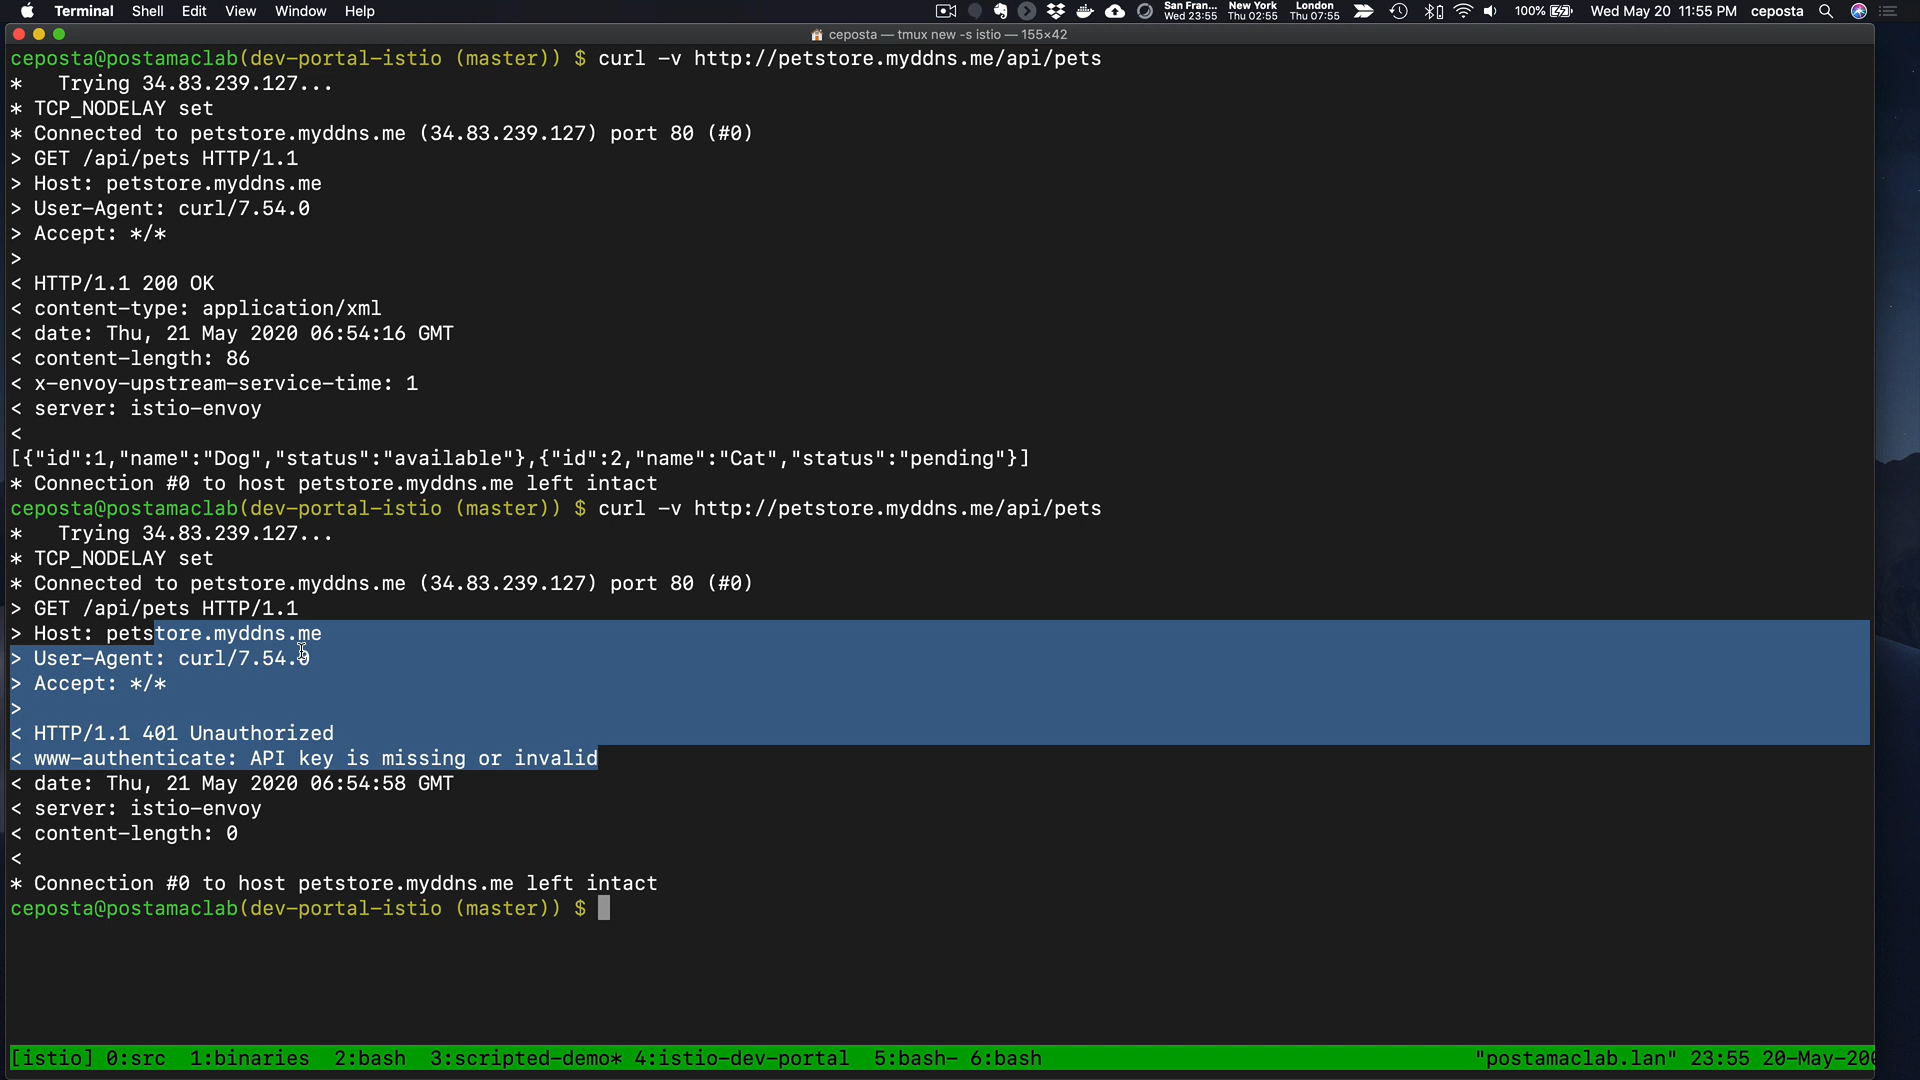 Terminal Shell Edit View Window Help San Fran... Wed 23:55 New York Thu 02:55 London Thu 07:55 100% Wed May 20 11:55 PM ceposta
ceposta — tmux new -s istio — 155×42
ceposta@postamaclab(dev-portal-istio (master)) $ curl -v http://petstore.myddns.me/api/pets
*   Trying 34.83.239.127...
* TCP_NODELAY set
* Connected to petstore.myddns.me (34.83.239.127) port 80 (#0)
> GET /api/pets HTTP/1.1
> Host: petstore.myddns.me
> User-Agent: curl/7.54.0
> Accept: */*
>
< HTTP/1.1 200 OK
< content-type: application/xml
< date: Thu, 21 May 2020 06:54:16 GMT
< content-length: 86
< x-envoy-upstream-service-time: 1
< server: istio-envoy
<
[{"id":1,"name":"Dog","status":"available"},{"id":2,"name":"Cat","status":"pending"}]
* Connection #0 to host petstore.myddns.me left intact
ceposta@postamaclab(dev-portal-istio (master)) $ curl -v http://petstore.myddns.me/api/pets
*   Trying 34.83.239.127...
* TCP_NODELAY set
* Connected to petstore.myddns.me (34.83.239.127) port 80 (#0)
> GET /api/pets HTTP/1.1
> Host: petstore.myddns.me
> User-Agent: curl/7.54.0
> Accept: */*
>
< HTTP/1.1 401 Unauthorized
< www-authenticate: API key is missing or invalid
< date: Thu, 21 May 2020 06:54:58 GMT
< server: istio-envoy
< content-length: 0
<
* Connection #0 to host petstore.myddns.me left intact
ceposta@postamaclab(dev-portal-istio (master)) $
[istio] 0:src  1:binaries  2:bash  3:scripted-demo* 4:istio-dev-portal  5:bash- 6:bash "postamaclab.lan" 23:55 20-May-20